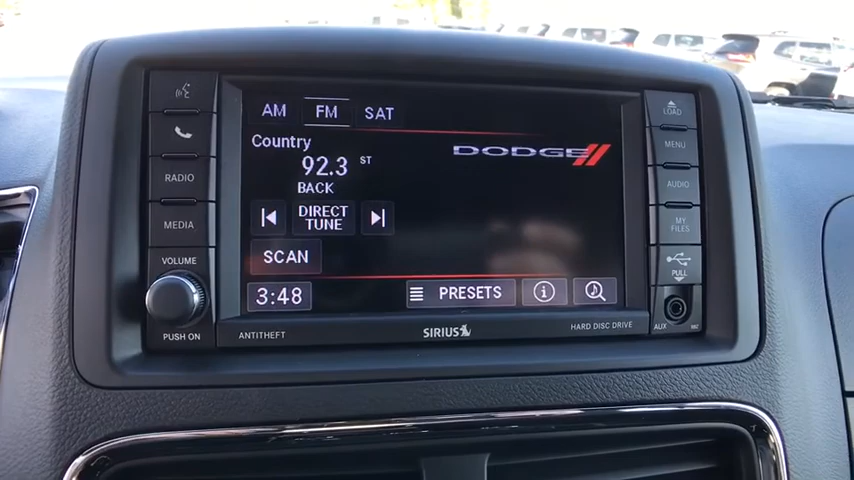 AM FM SAT
Country
92.3 ST
BACK
DIRECT
TUNE
SCAN
3:48
PRESETS
DODGE
RADIO
MEDIA
VOLUME
PUSH ON
ANTITHEFT
SIRIUS
HARD DISC DRIVE
LOAD
MENU
AUDIO
MY
FILES
PULL
AUX